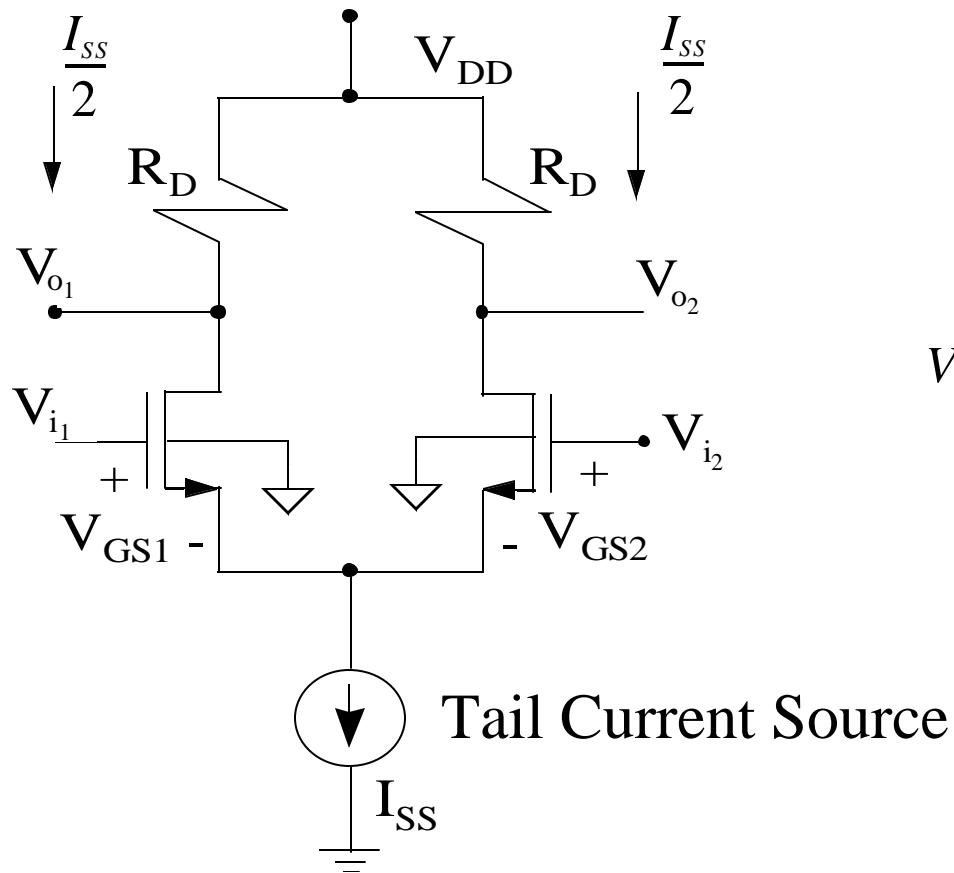 I_SS/2
V_DD
I_SS/2
R_D
R_D
V_o1
V_o2
V
V_i1
V_i2
+
+
V_GS1 -
- V_GS2
Tail Current Source
I_SS